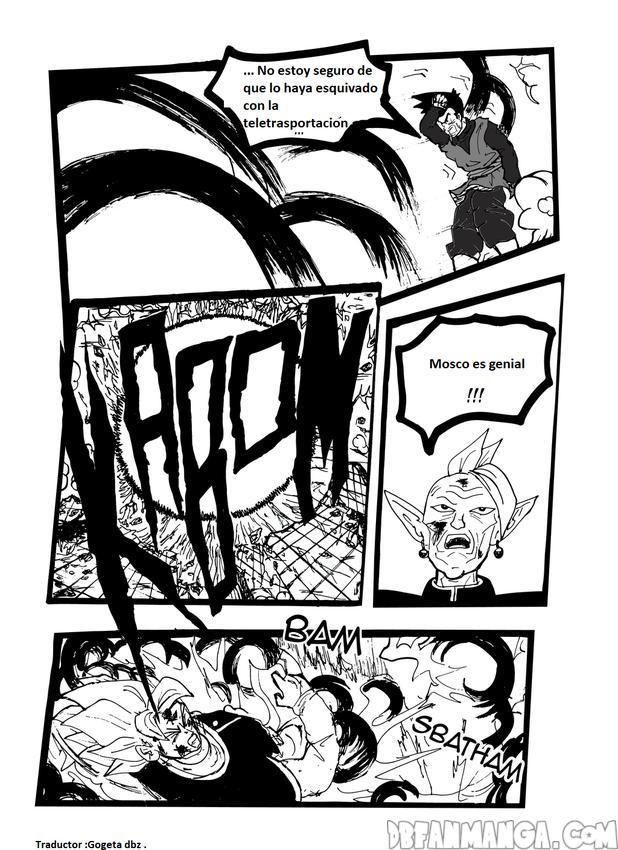 ... No estoy seguro de
que lo haya esquivado
con la
teletrasportación
...
KABOOM
Mosco es genial
!!!
BAM
SBATHAM
Traductor :Gogeta dbz .
DBFANMANGA.COM